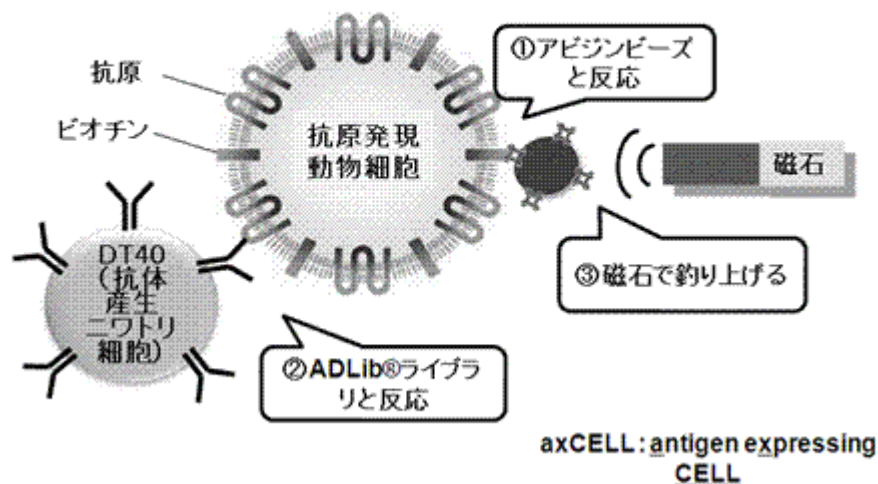 ①アビジンビーズ
と反応
抗原
ビオチン
抗原発現
動物細胞
磁石
DT40
（抗体
産生
ニワトリ
細胞）
③磁石で釣り上げる
②ADLib®ライブラ
リと反応
axCELL：antigen expressing
CELL